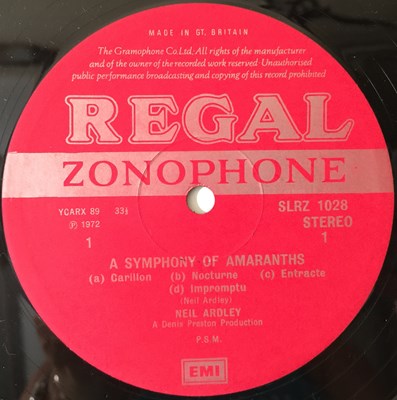 MADE IN GT. BRITAIN
The Gramophone Co.Ltd. All rights of the manufacturer
and of the owner of the recorded work reserved. Unauthorised
public performance broadcasting and copying of this record prohibited
REGAL
ZONOPHONE
YCARX 89 33⅓ SLRZ 1028
℗ 1972 STEREO
1 1
A SYMPHONY OF AMARANTHS
(a) Carillon (b) Nocturne (c) Entracte
(d) Impromptu
(Neil Ardley)
NEIL ARDLEY
A Denis Preston Production
P.S.M.
EMI